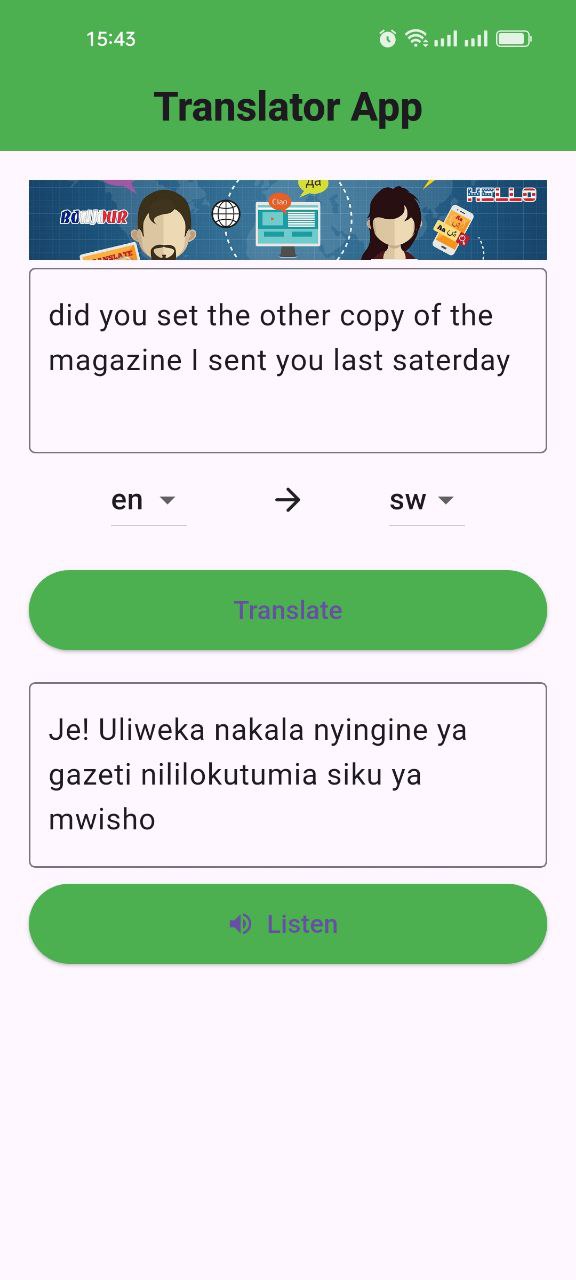 15:43
Translator App
BONJOUR
Ciao
Да
HELLO
TRANSLATE
did you set the other copy of the
magazine I sent you last saterday
en
sw
Translate
Je! Uliweka nakala nyingine ya
gazeti nililokutumia siku ya
mwisho
Listen